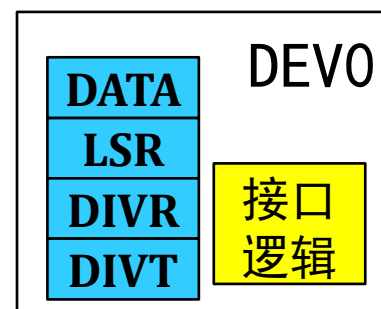 DEV0
DATA
LSR
DIVR
DIVT
接口
逻辑